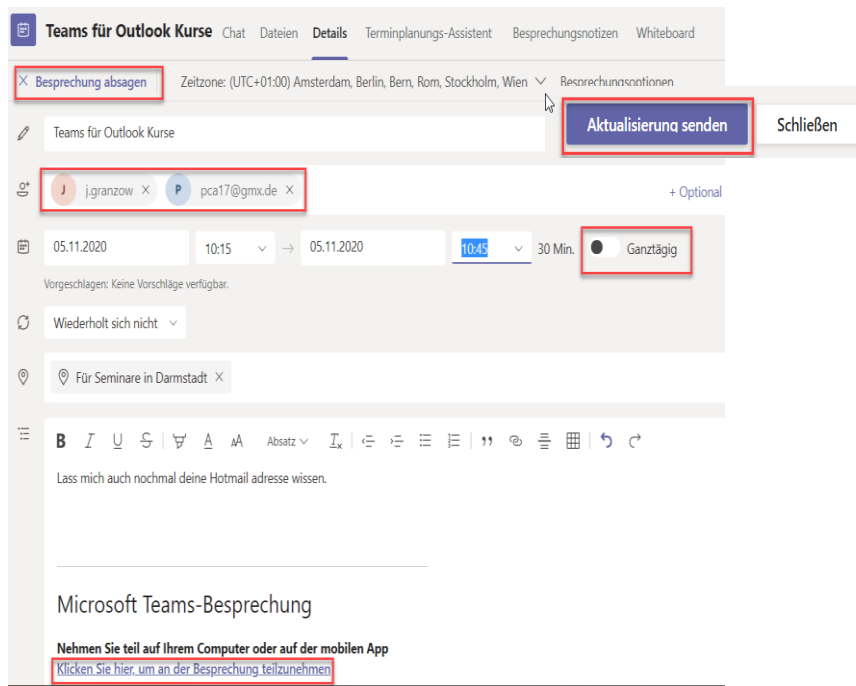 Teams für Outlook Kurse Chat Dateien Details Terminplanungs-Assistent Besprechungsnotizen Whiteboard
× Besprechung absagen Zeitzone: (UTC+01:00) Amsterdam, Berlin, Bern, Rom, Stockholm, Wien Besprechungsoptionen
Aktualisierung senden Schließen
Teams für Outlook Kurse
J j.granzow × P pca17@gmx.de × + Optional
05.11.2020 10:15 → 05.11.2020 10:45 30 Min. Ganztägig
Vorgeschlagen: Keine Vorschläge verfügbar.
Wiederholt sich nicht
Für Seminare in Darmstadt ×
B I U S A A AA Absatz Tx
Lass mich auch nochmal deine Hotmail adresse wissen.
Microsoft Teams-Besprechung
Nehmen Sie teil auf Ihrem Computer oder auf der mobilen App
Klicken Sie hier, um an der Besprechung teilzunehmen